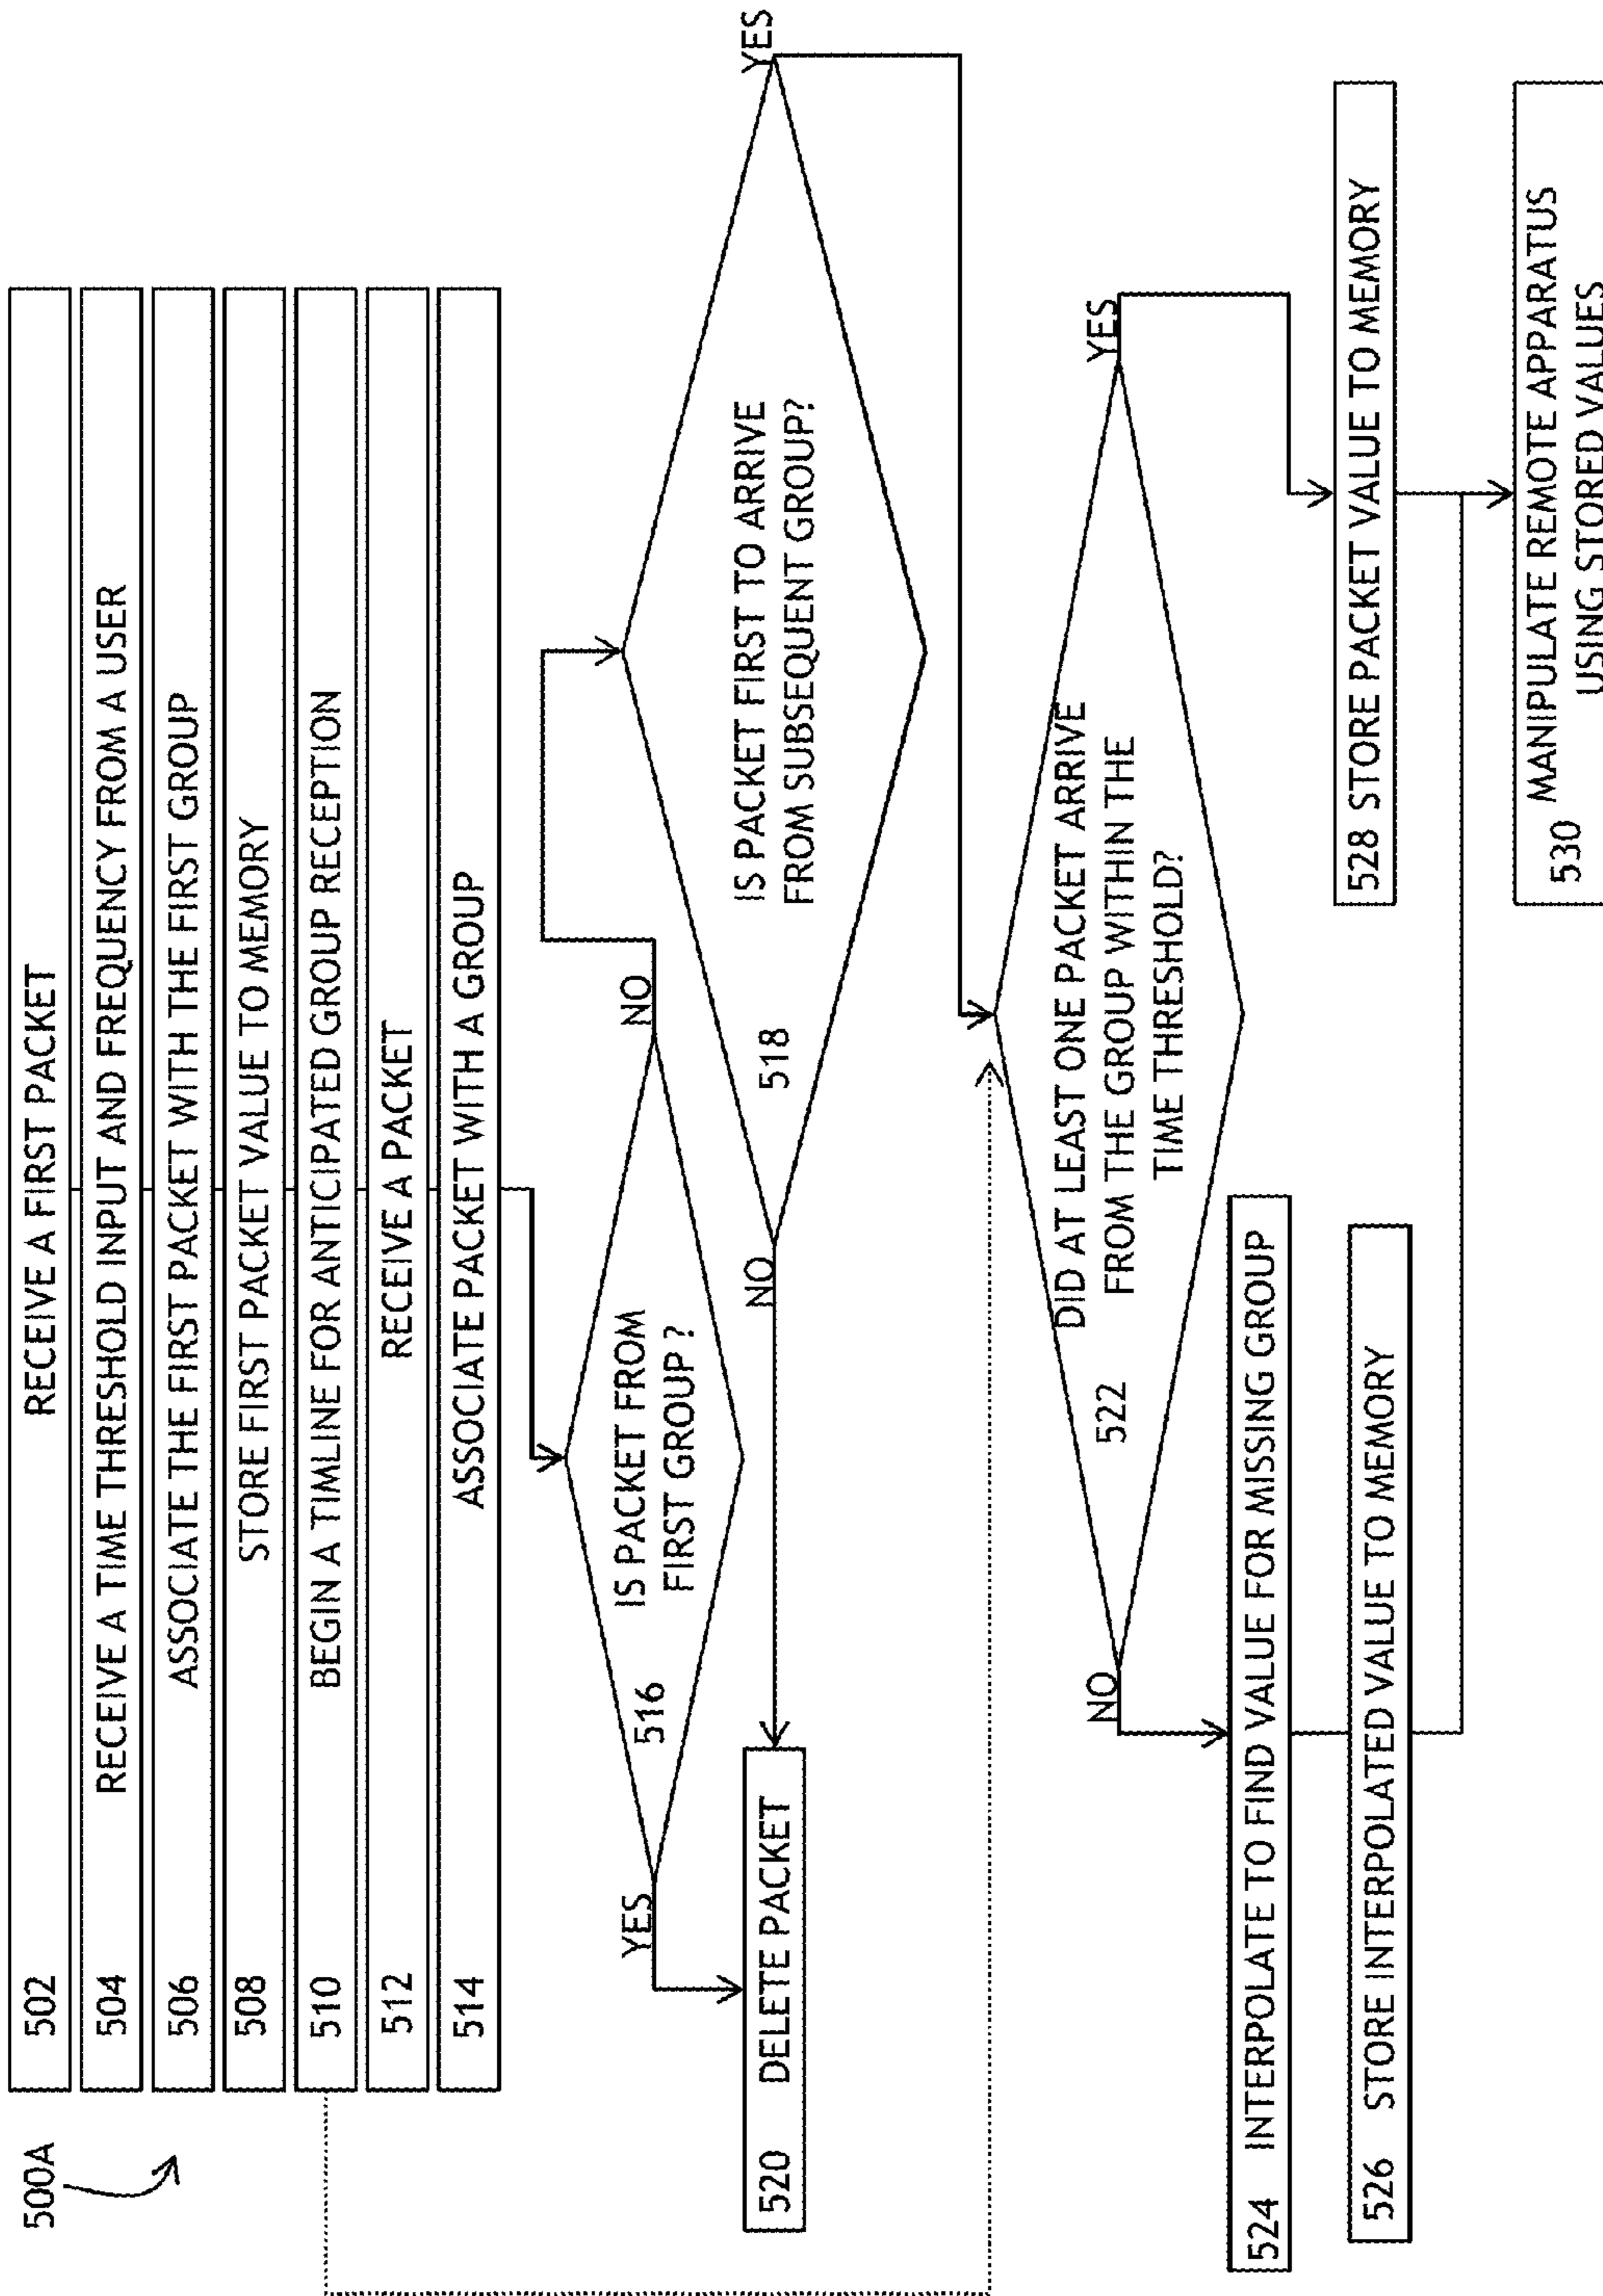 500A
502 RECEIVE A FIRST PACKET
504 RECEIVE A TIME THRESHOLD INPUT AND FREQUENCY FROM A USER
506 ASSOCIATE THE FIRST PACKET WITH THE FIRST GROUP
508 STORE FIRST PACKET VALUE TO MEMORY
510 BEGIN A TIMLINE FOR ANTICIPATED GROUP RECEPTION
512 RECEIVE A PACKET
514 ASSOCIATE PACKET WITH A GROUP
YES
516
IS PACKET FROM
FIRST GROUP ?
NO
520 DELETE PACKET
NO
518
IS PACKET FIRST TO ARRIVE
FROM SUBSEQUENT GROUP?
YES
NO
522
DID AT LEAST ONE PACKET ARRIVE
FROM THE GROUP WITHIN THE
TIME THRESHOLD?
YES
524 INTERPOLATE TO FIND VALUE FOR MISSING GROUP
526 STORE INTERPOLATED VALUE TO MEMORY
528 STORE PACKET VALUE TO MEMORY
530 MANIPULATE REMOTE APPARATUS
USING STORED VALUES